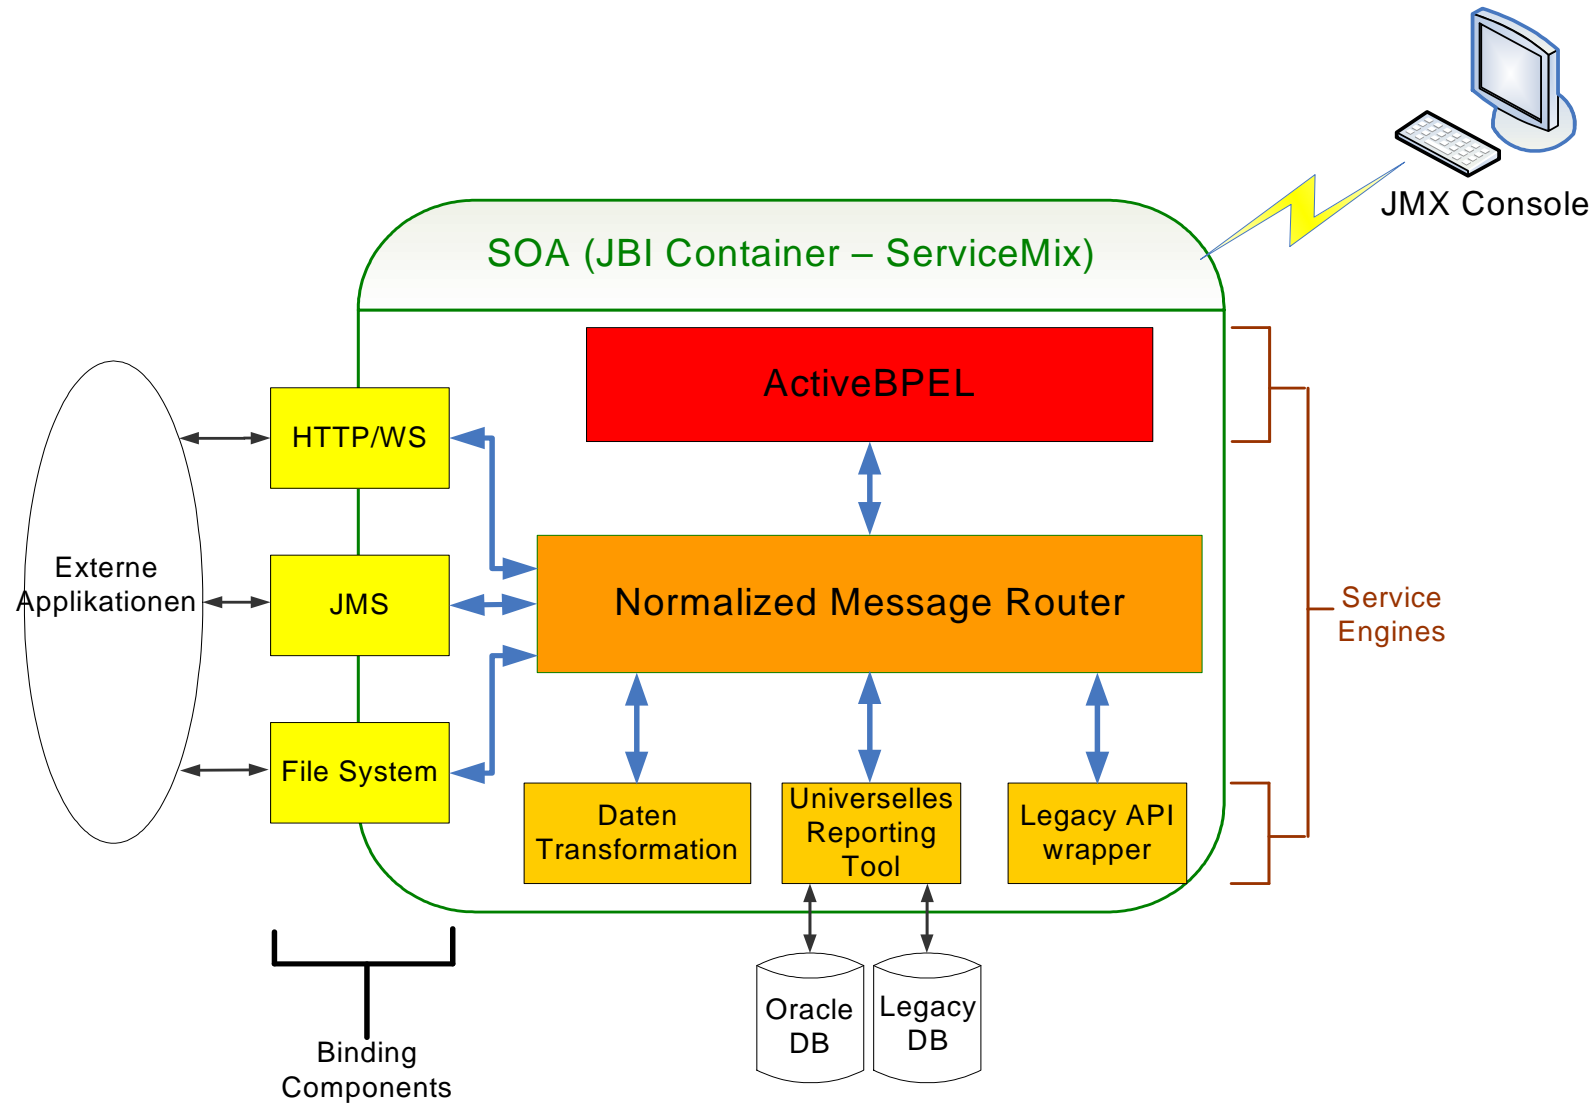 JMX Console
SOA (JBI Container – ServiceMix)
ActiveBPEL
HTTP/WS
Externe
Applikationen
JMS
Normalized Message Router
Service
Engines
File System
Daten
Transformation
Universelles
Reporting
Tool
Legacy API
wrapper
Oracle
DB
Legacy
DB
Binding
Components